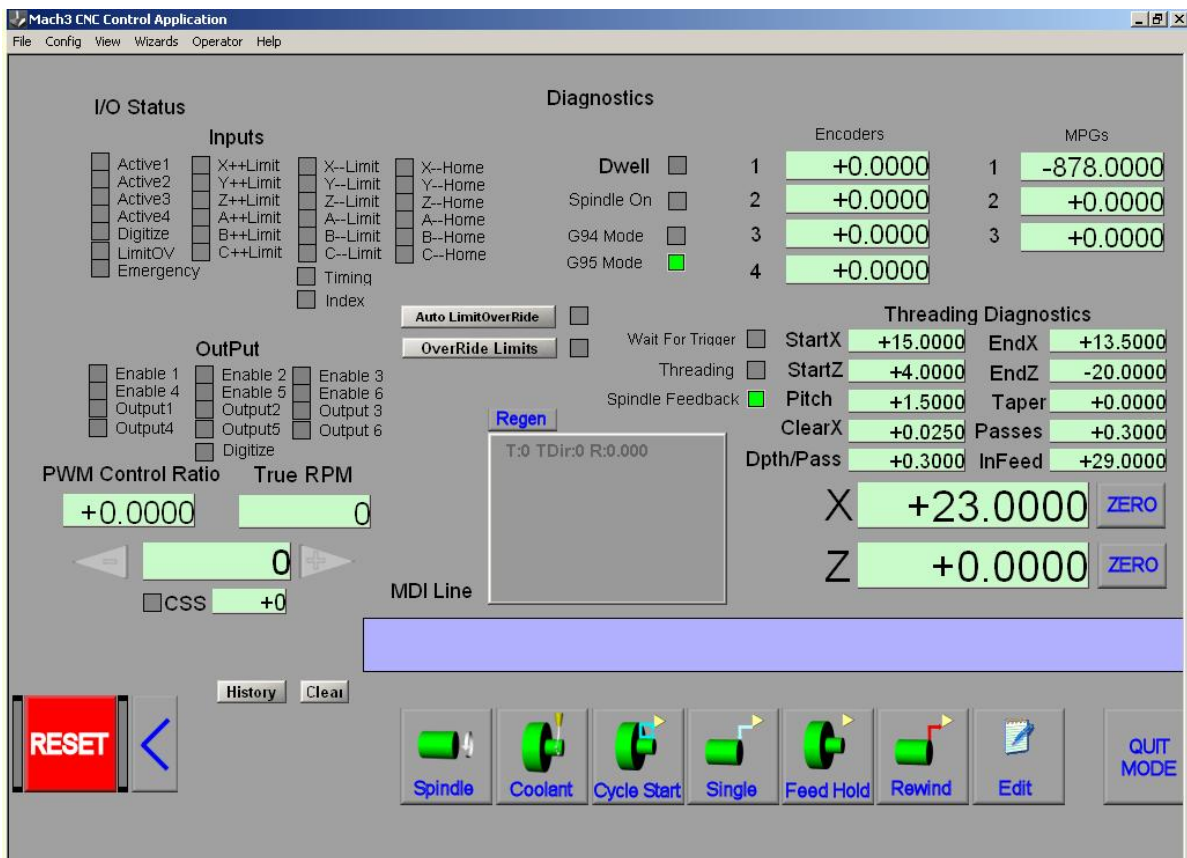 Mach3 CNC Control Application
File Config View Wizards Operator Help
I/O Status
Diagnostics
Inputs
Active1 X++Limit X--Limit X--Home
Active2 Y++Limit Y--Limit Y--Home
Active3 Z++Limit Z--Limit Z--Home
Active4 A++Limit A--Limit A--Home
Digitize B++Limit B--Limit B--Home
LimitOV C++Limit C--Limit C--Home
Emergency Timing
Index
Dwell
Spindle On
G94 Mode
G95 Mode
Encoders
1 +0.0000
2 +0.0000
3 +0.0000
4 +0.0000
MPGs
1 -878.0000
2 +0.0000
3 +0.0000
Auto LimitOverRide
OverRide Limits
Wait For Trigger
Threading
Spindle Feedback
Threading Diagnostics
StartX +15.0000 EndX +13.5000
StartZ +4.0000 EndZ -20.0000
Pitch +1.5000 Taper +0.0000
ClearX +0.0250 Passes +0.3000
Dpth/Pass +0.3000 InFeed +29.0000
OutPut
Enable 1 Enable 2 Enable 3
Enable 4 Enable 5 Enable 6
Output1 Output2 Output 3
Output4 Output5 Output 6
Digitize
Regen
T:0 TDir:0 R:0.000
PWM Control Ratio True RPM
+0.0000 0
0
CSS +0
X +23.0000 ZERO
Z +0.0000 ZERO
MDI Line
History Clear
RESET
Spindle Coolant Cycle Start Single Feed Hold Rewind Edit
QUIT
MODE